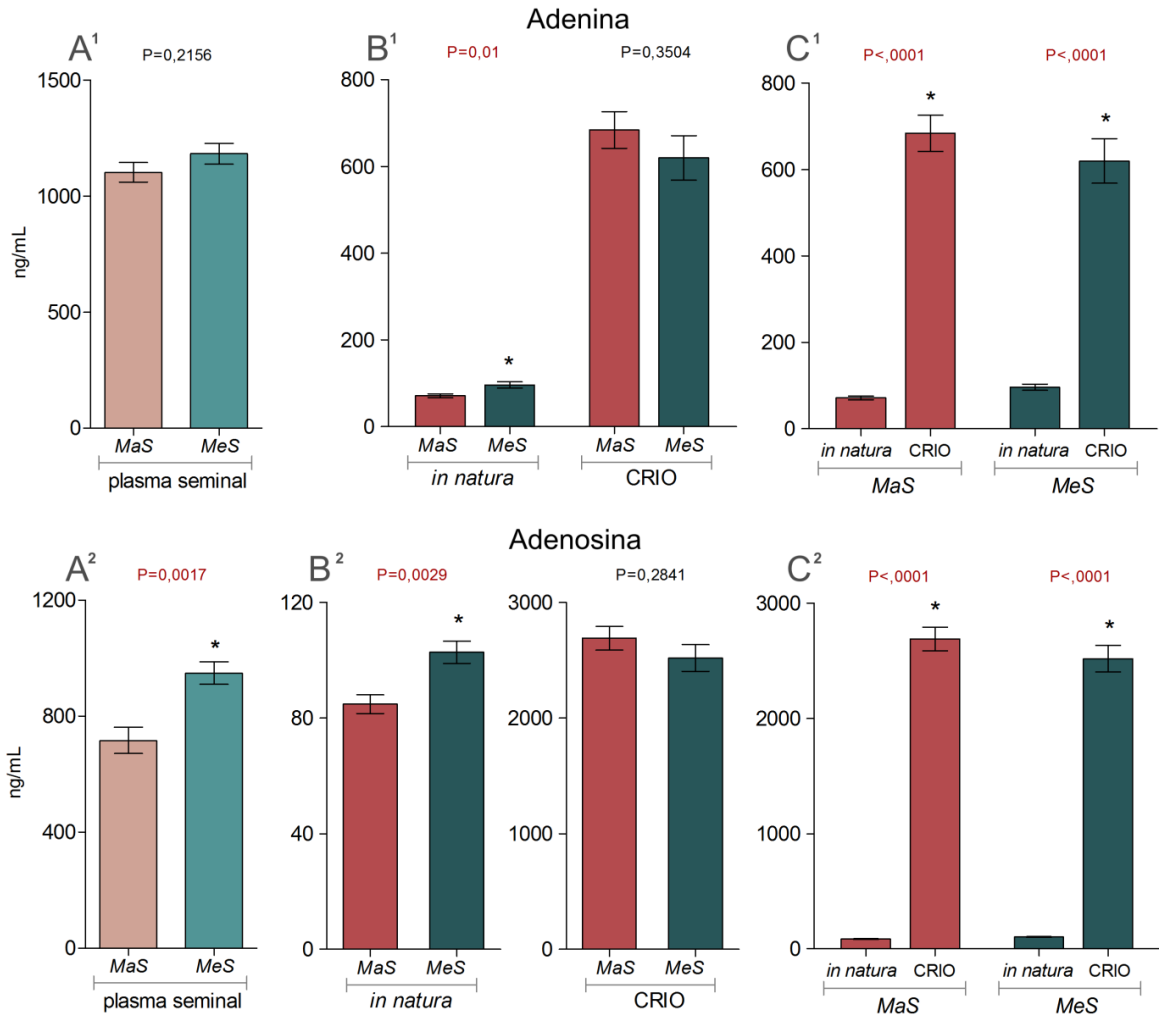 Adenina
A¹
P=0,2156
1500
1000
500
0
ng/mL
MaS MeS
plasma seminal
B¹
P=0,01 P=0,3504
800
600
400
200
0
*
MaS MeS MaS MeS
in natura CRIO
C¹
P<,0001 P<,0001
800
600
400
200
0
* *
in natura CRIO in natura CRIO
MaS MeS
Adenosina
A²
P=0,0017
1200
800
400
0
ng/mL
*
MaS MeS
plasma seminal
B²
P=0,0029 P=0,2841
120
80
40
0
*
MaS MeS
in natura
3000
2000
1000
0
MaS MeS
CRIO
C²
P<,0001 P<,0001
3000
2000
1000
0
* *
in natura CRIO in natura CRIO
MaS MeS